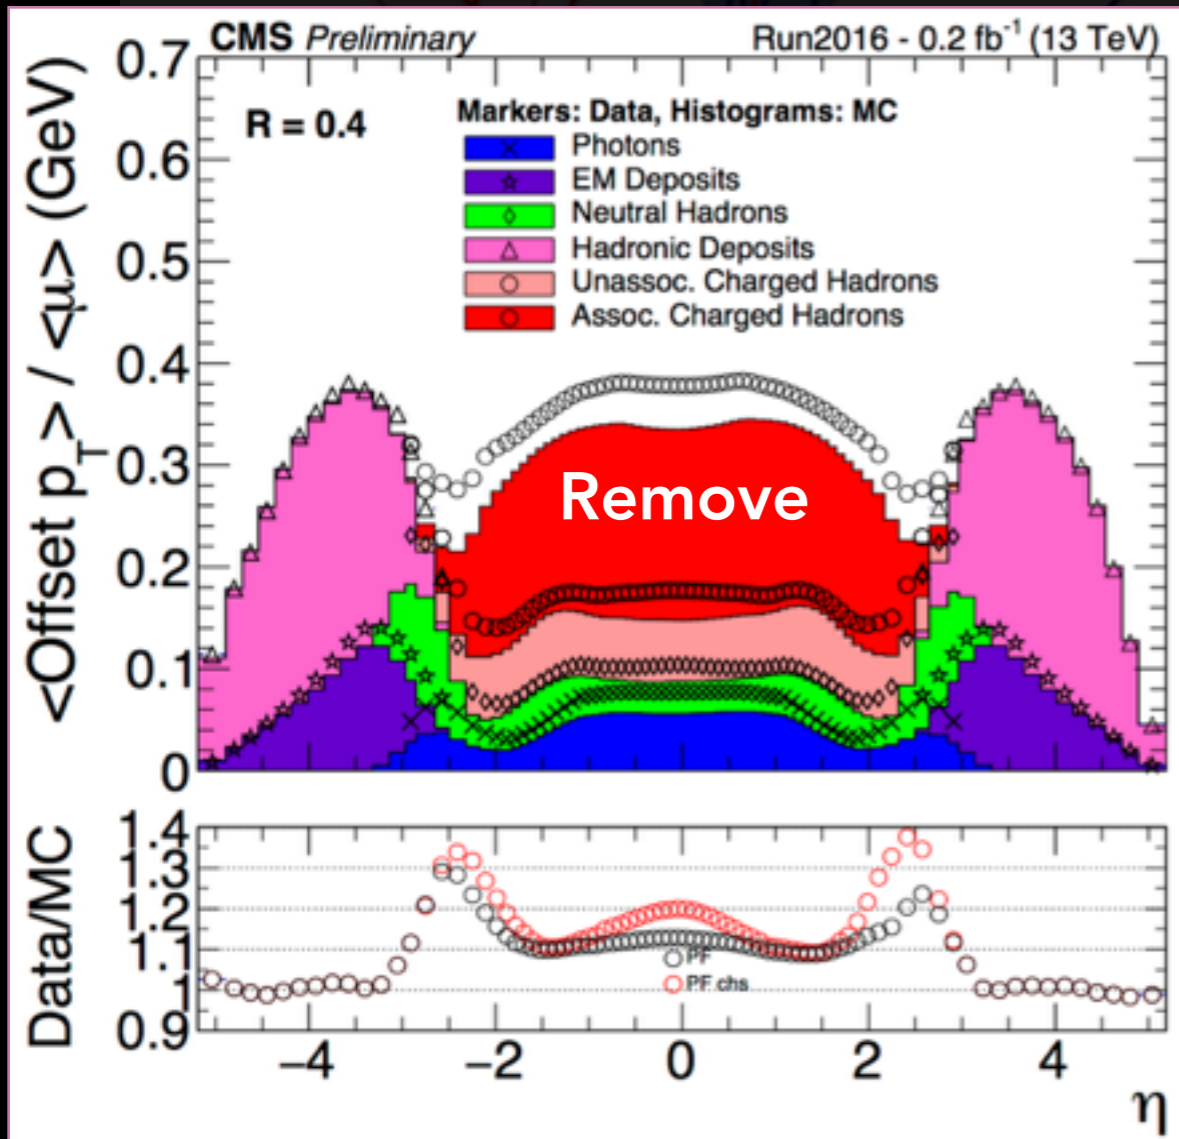 CMS Preliminary Run2016 - 0.2 fb⁻¹ (13 TeV)
<Offset p_T> / <μ> (GeV)
0.7
0.6
0.5
0.4
0.3
0.2
0.1
0
R = 0.4
Markers: Data, Histograms: MC
Photons
EM Deposits
Neutral Hadrons
Hadronic Deposits
Unassoc. Charged Hadrons
Assoc. Charged Hadrons
Remove
Data/MC
1.4
1.3
1.2
1.1
1
0.9
PF
PF chs
−4 −2 0 2 4
η